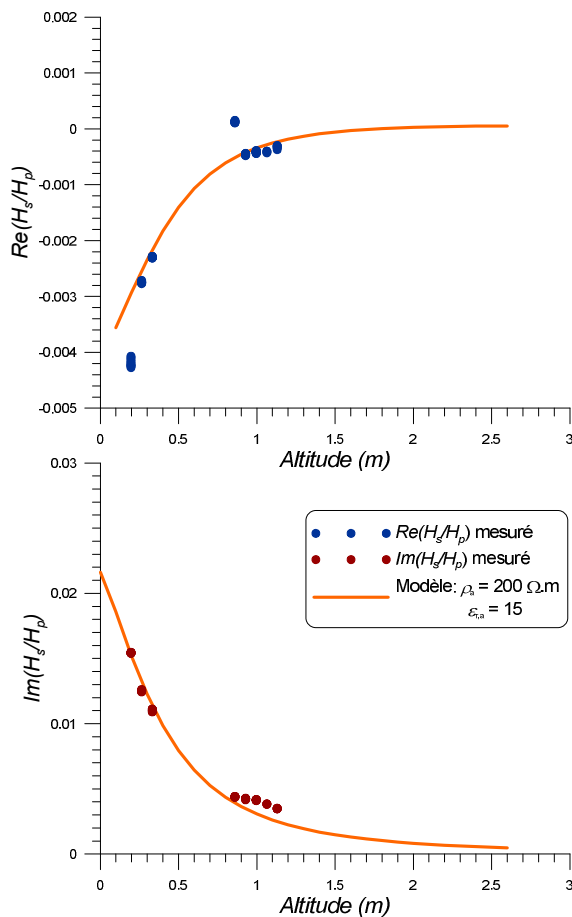 0.002
0.001
0
-0.001
-0.002
-0.003
-0.004
-0.005
Re(Hs/Hp)
0 0.5 1 1.5 2 2.5 3
Altitude (m)
0.03
0.02
0.01
0
Im(Hs/Hp)
Re(Hs/Hp) mesuré
Im(Hs/Hp) mesuré
Modèle: ρa = 200 Ω.m
εr,a = 15
0 0.5 1 1.5 2 2.5 3
Altitude (m)